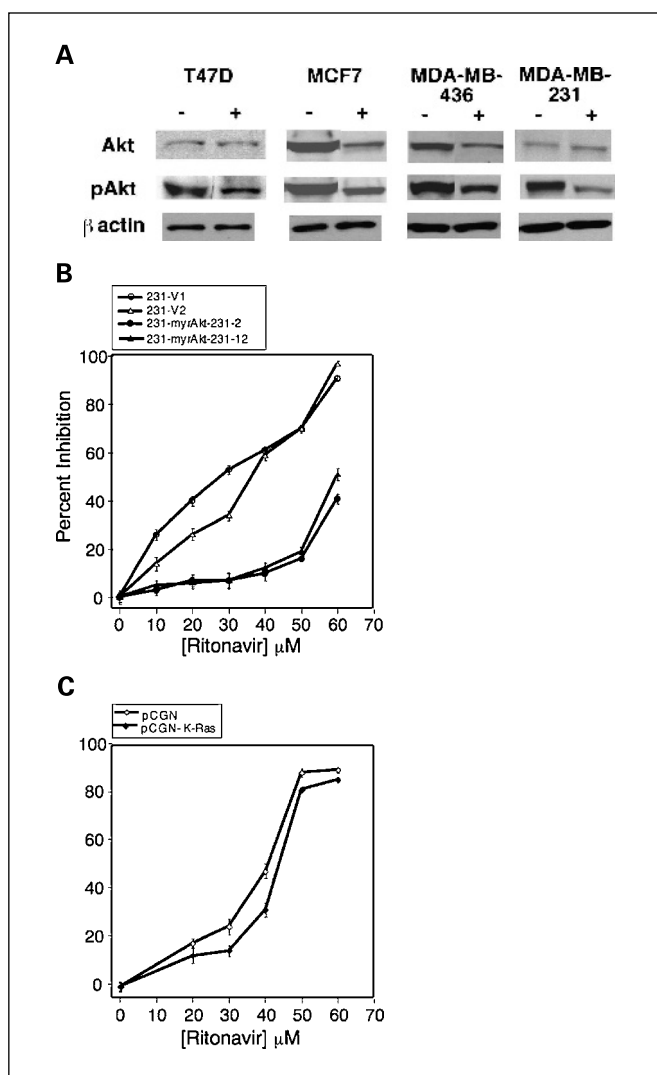 A
T47D MCF7 MDA-MB-436 MDA-MB-231
- + - + - + - +
Akt
pAkt
β actin
B
231-V1
231-V2
231-myrAkt-231-2
231-myrAkt-231-12
100
80
60
40
20
0
Percent Inhibition
0 10 20 30 40 50 60 70
[Ritonavir] μM
C
pCGN
pCGN-K-Ras
100
80
60
40
20
0
0 10 20 30 40 50 60 70
[Ritonavir] μM